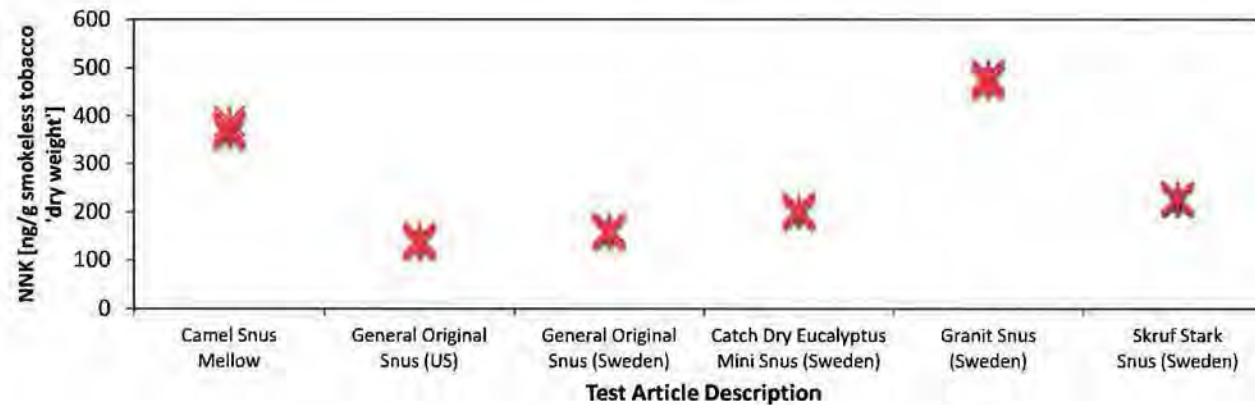 NNK [ng/g smokeless tobacco
'dry weight']
600
500
400
300
200
100
0
Camel Snus
Mellow
General Original
Snus (US)
General Original
Snus (Sweden)
Catch Dry Eucalyptus
Mini Snus (Sweden)
Granit Snus
(Sweden)
Skruf Stark
Snus (Sweden)
Test Article Description